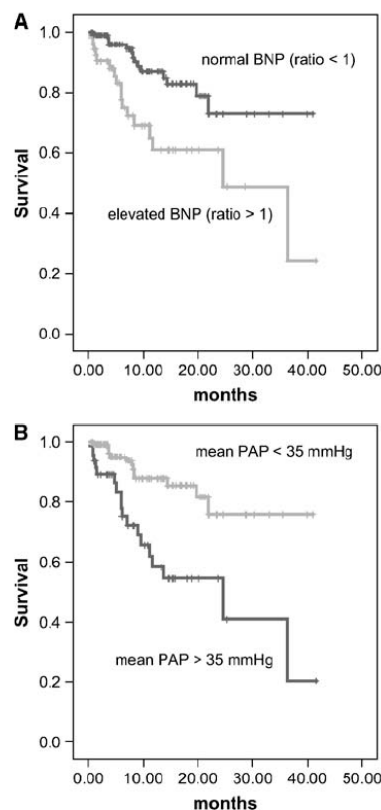 A
1.0
0.8
0.6
0.4
0.2
0.0
Survival
normal BNP (ratio < 1)
elevated BNP (ratio > 1)
0.00 10.00 20.00 30.00 40.00 50.00
months
B
1.0
0.8
0.6
0.4
0.2
0.0
Survival
mean PAP < 35 mmHg
mean PAP > 35 mmHg
0.00 10.00 20.00 30.00 40.00 50.00
months